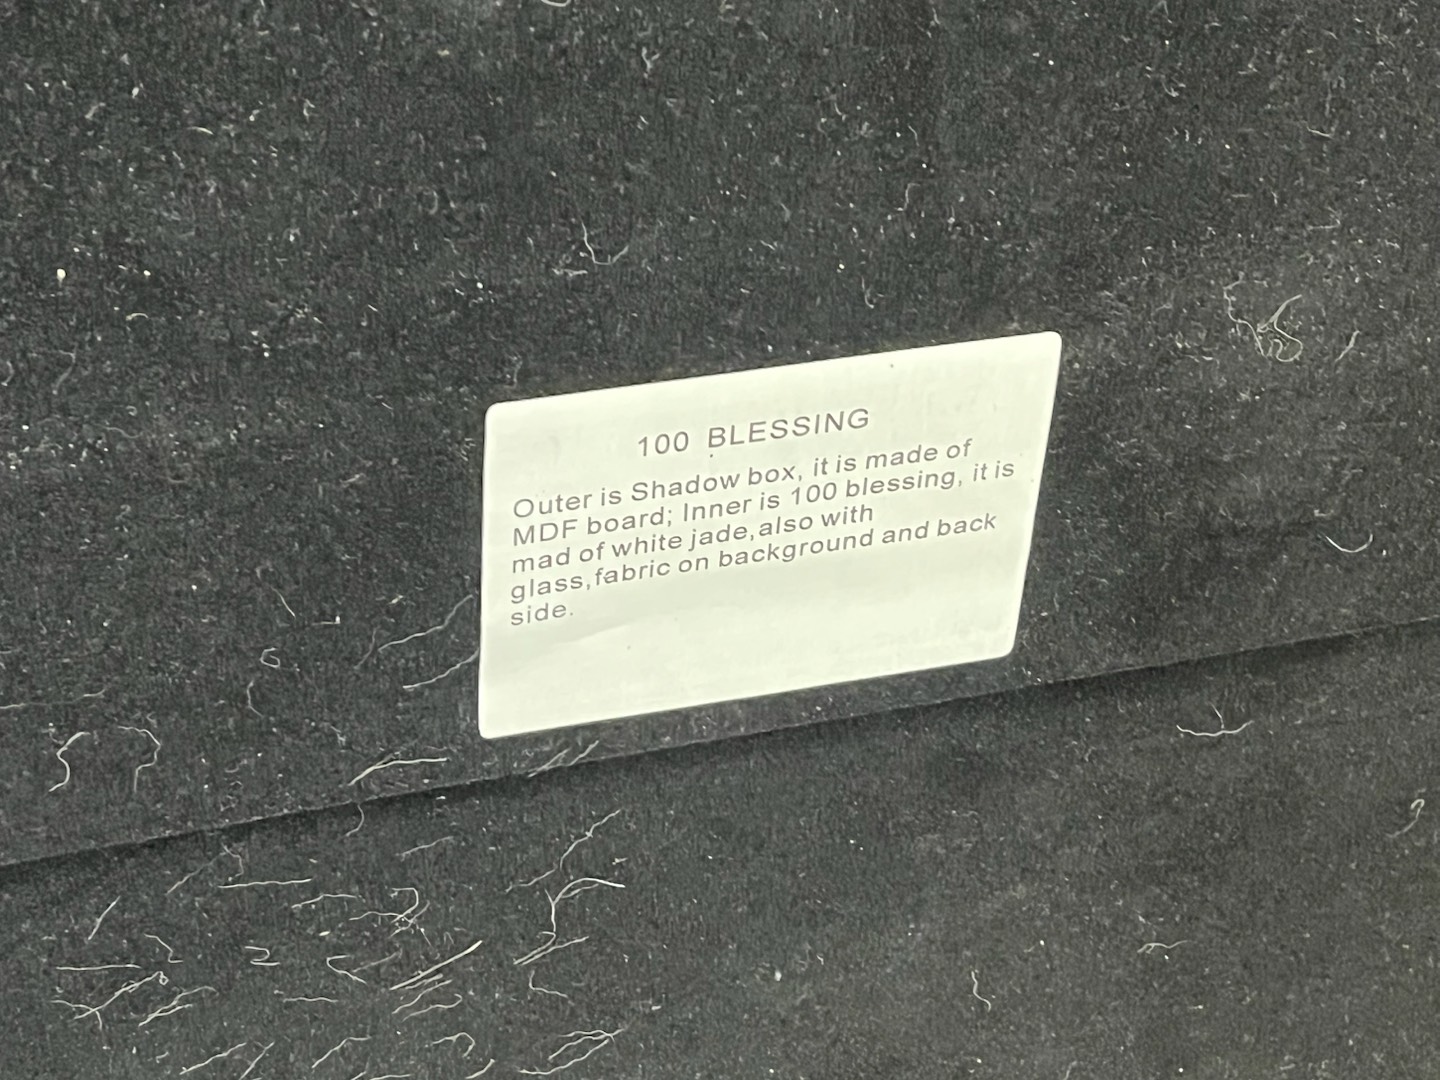 100 BLESSING
Outer is Shadow box, it is made of
MDF board; Inner is 100 blessing, it is
mad of white jade,also with
glass,fabric on background and back
side.